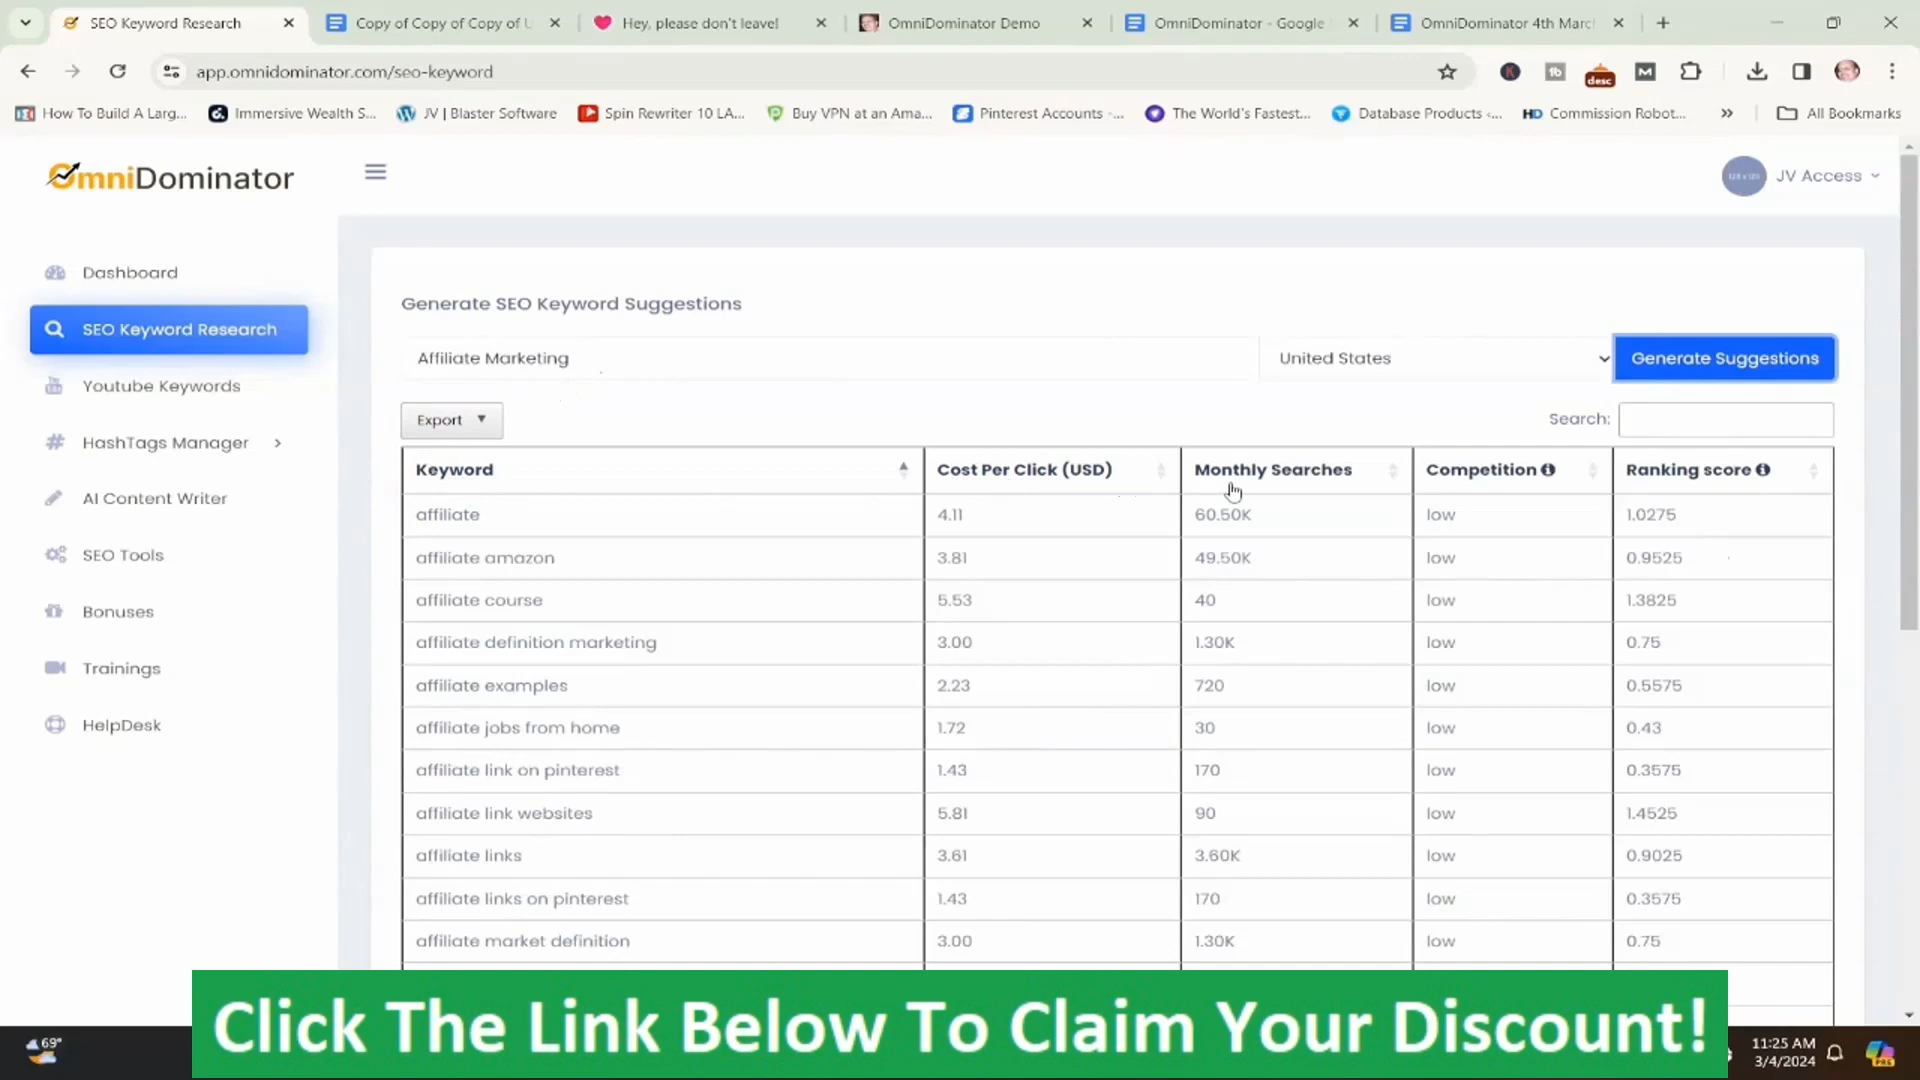 SEO Keyword Research
Copy of Copy of Copy of U
Hey, please don't leave!
OmniDominator Demo
OmniDominator - Google
OmniDominator 4th Marc
app.omnidominator.com/seo-keyword
desc
How To Build A Larg...
Immersive Wealth S...
JV | Blaster Software
Spin Rewriter 10 LA...
Buy VPN at an Ama...
Pinterest Accounts -...
The World's Fastest...
Database Products -...
Commission Robot...
All Bookmarks
OmniDominator
JV Access
Dashboard
SEO Keyword Research
Youtube Keywords
HashTags Manager
AI Content Writer
SEO Tools
Bonuses
Trainings
HelpDesk
Generate SEO Keyword Suggestions
Affiliate Marketing
United States
Generate Suggestions
Export
Search:
Keyword Cost Per Click (USD) Monthly Searches Competition Ranking score
affiliate 4.11 60.50K low 1.0275
affiliate amazon 3.81 49.50K low 0.9525
affiliate course 5.53 40 low 1.3825
affiliate definition marketing 3.00 1.30K low 0.75
affiliate examples 2.23 720 low 0.5575
affiliate jobs from home 1.72 30 low 0.43
affiliate link on pinterest 1.43 170 low 0.3575
affiliate link websites 5.81 90 low 1.4525
affiliate links 3.61 3.60K low 0.9025
affiliate links on pinterest 1.43 170 low 0.3575
affiliate market definition 3.00 1.30K low 0.75
Click The Link Below To Claim Your Discount!
69°
11:25 AM
3/4/2024